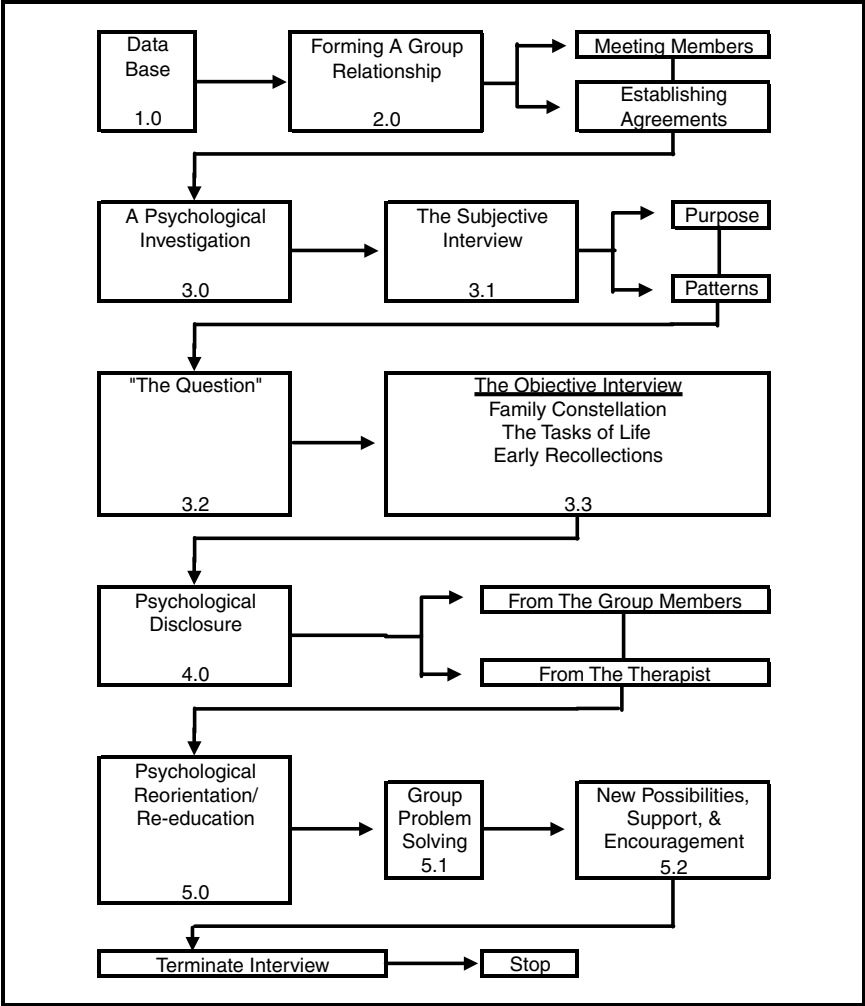 Data
Base
1.0
Forming A Group
Relationship
2.0
Meeting Members
Establishing
Agreements
A Psychological
Investigation
3.0
The Subjective
Interview
3.1
Purpose
Patterns
"The Question"
3.2
The Objective Interview
Family Constellation
The Tasks of Life
Early Recollections
3.3
Psychological
Disclosure
4.0
From The Group Members
From The Therapist
Psychological
Reorientation/
Re-education
5.0
Group
Problem
Solving
5.1
New Possibilities,
Support, &
Encouragement
5.2
Terminate Interview
Stop